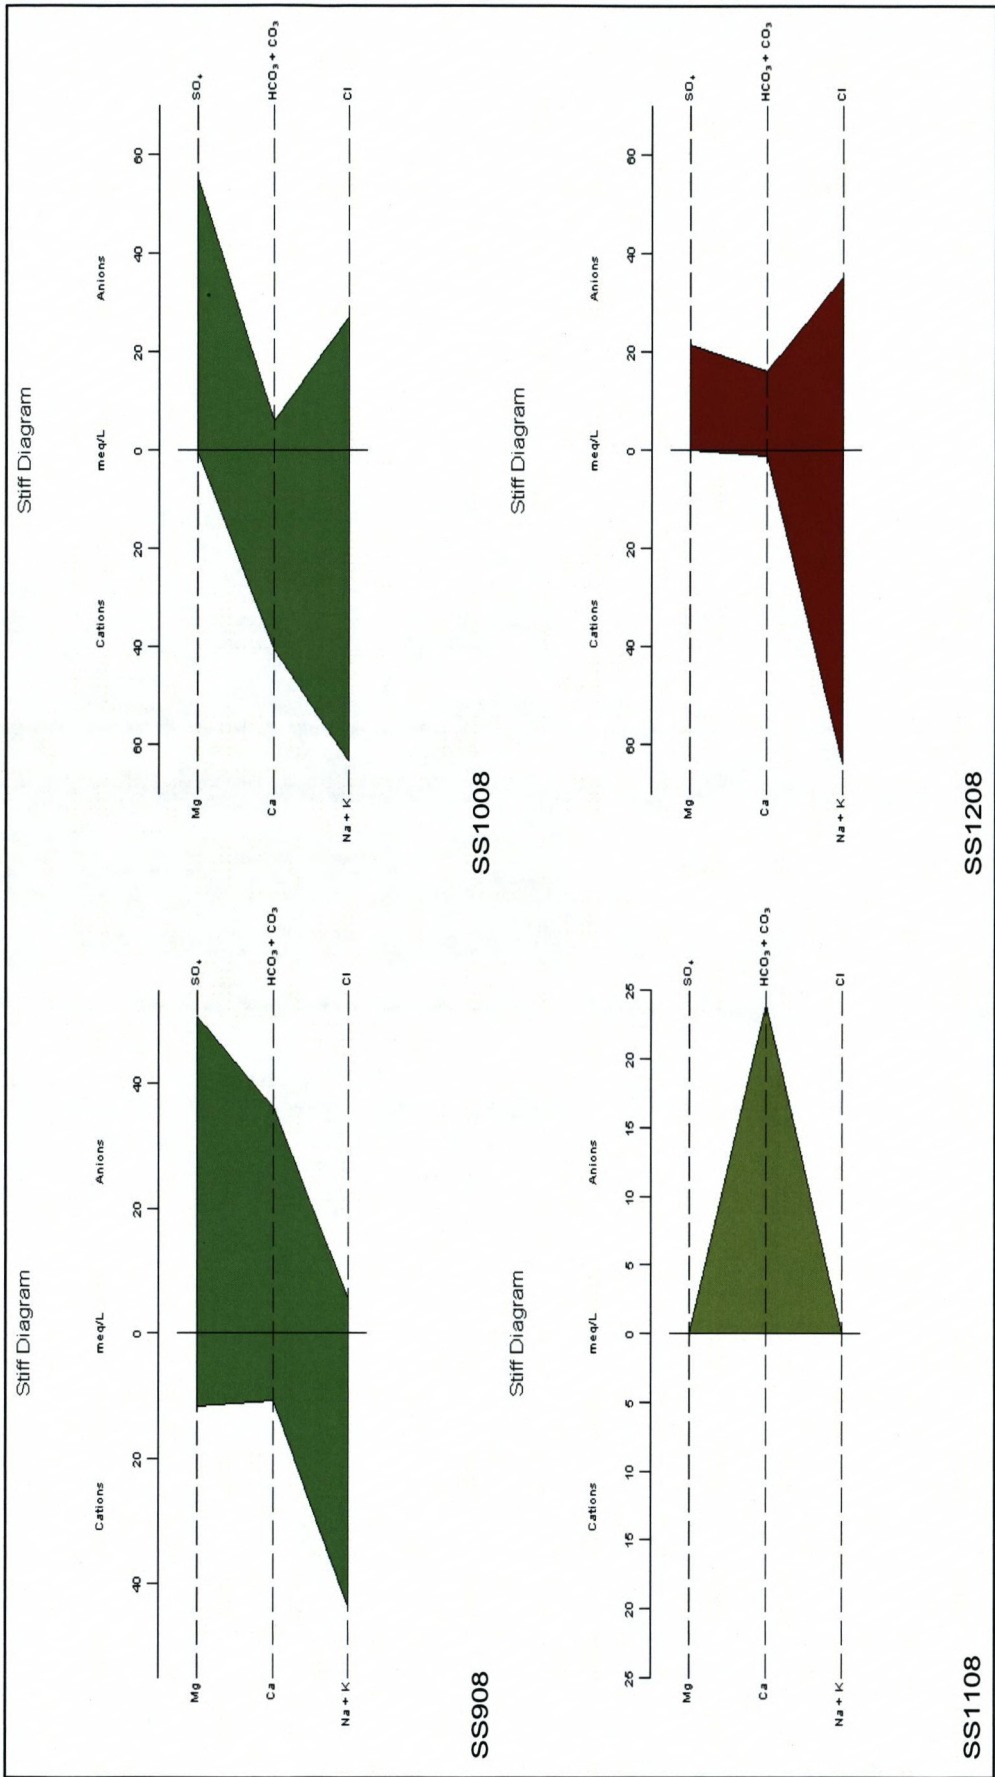 Stiff Diagram
Cations meq/L Anions
40 20 0 20 40
Mg SO₄
Ca HCO₃ + CO₃
Na + K Cl
SS908
Stiff Diagram
Cations meq/L Anions
60 40 20 0 20 40 60
Mg SO₄
Ca HCO₃ + CO₃
Na + K Cl
SS1008
Stiff Diagram
Cations meq/L Anions
25 20 15 10 5 0 5 10 15 20 25
Mg SO₄
Ca HCO₃ + CO₃
Na + K Cl
SS1108
Stiff Diagram
Cations meq/L Anions
60 40 20 0 20 40 60
Mg SO₄
Ca HCO₃ + CO₃
Na + K Cl
SS1208